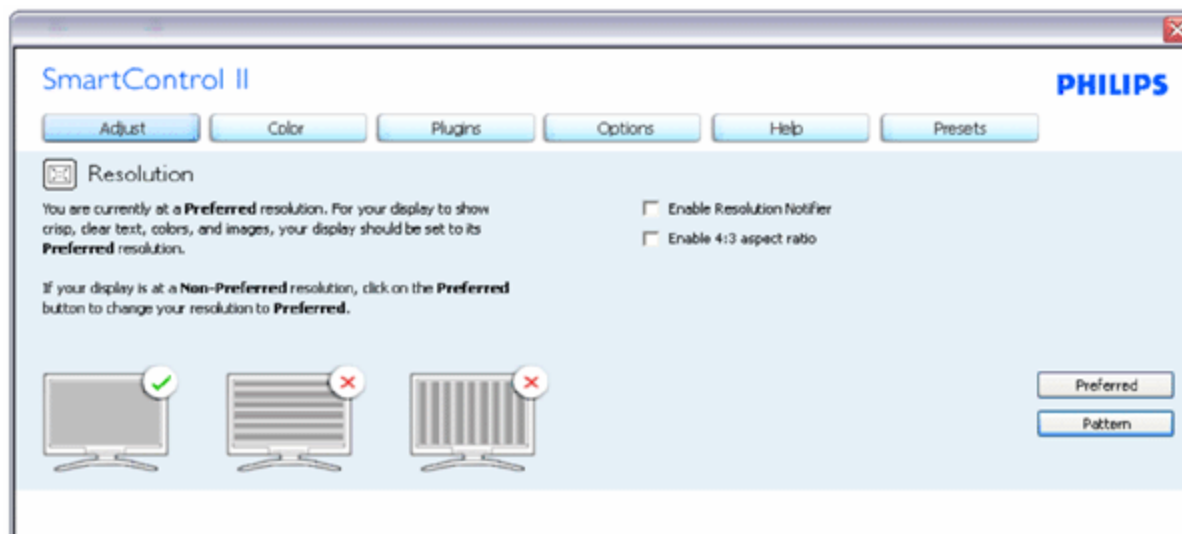 SmartControl II
PHILIPS
Adjust Color Plugins Options Help Presets
Resolution
You are currently at a Preferred resolution. For your display to show
crisp, clear text, colors, and images, your display should be set to its
Preferred resolution.
If your display is at a Non-Preferred resolution, click on the Preferred
button to change your resolution to Preferred.
Enable Resolution Notifier
Enable 4:3 aspect ratio
Preferred
Pattern